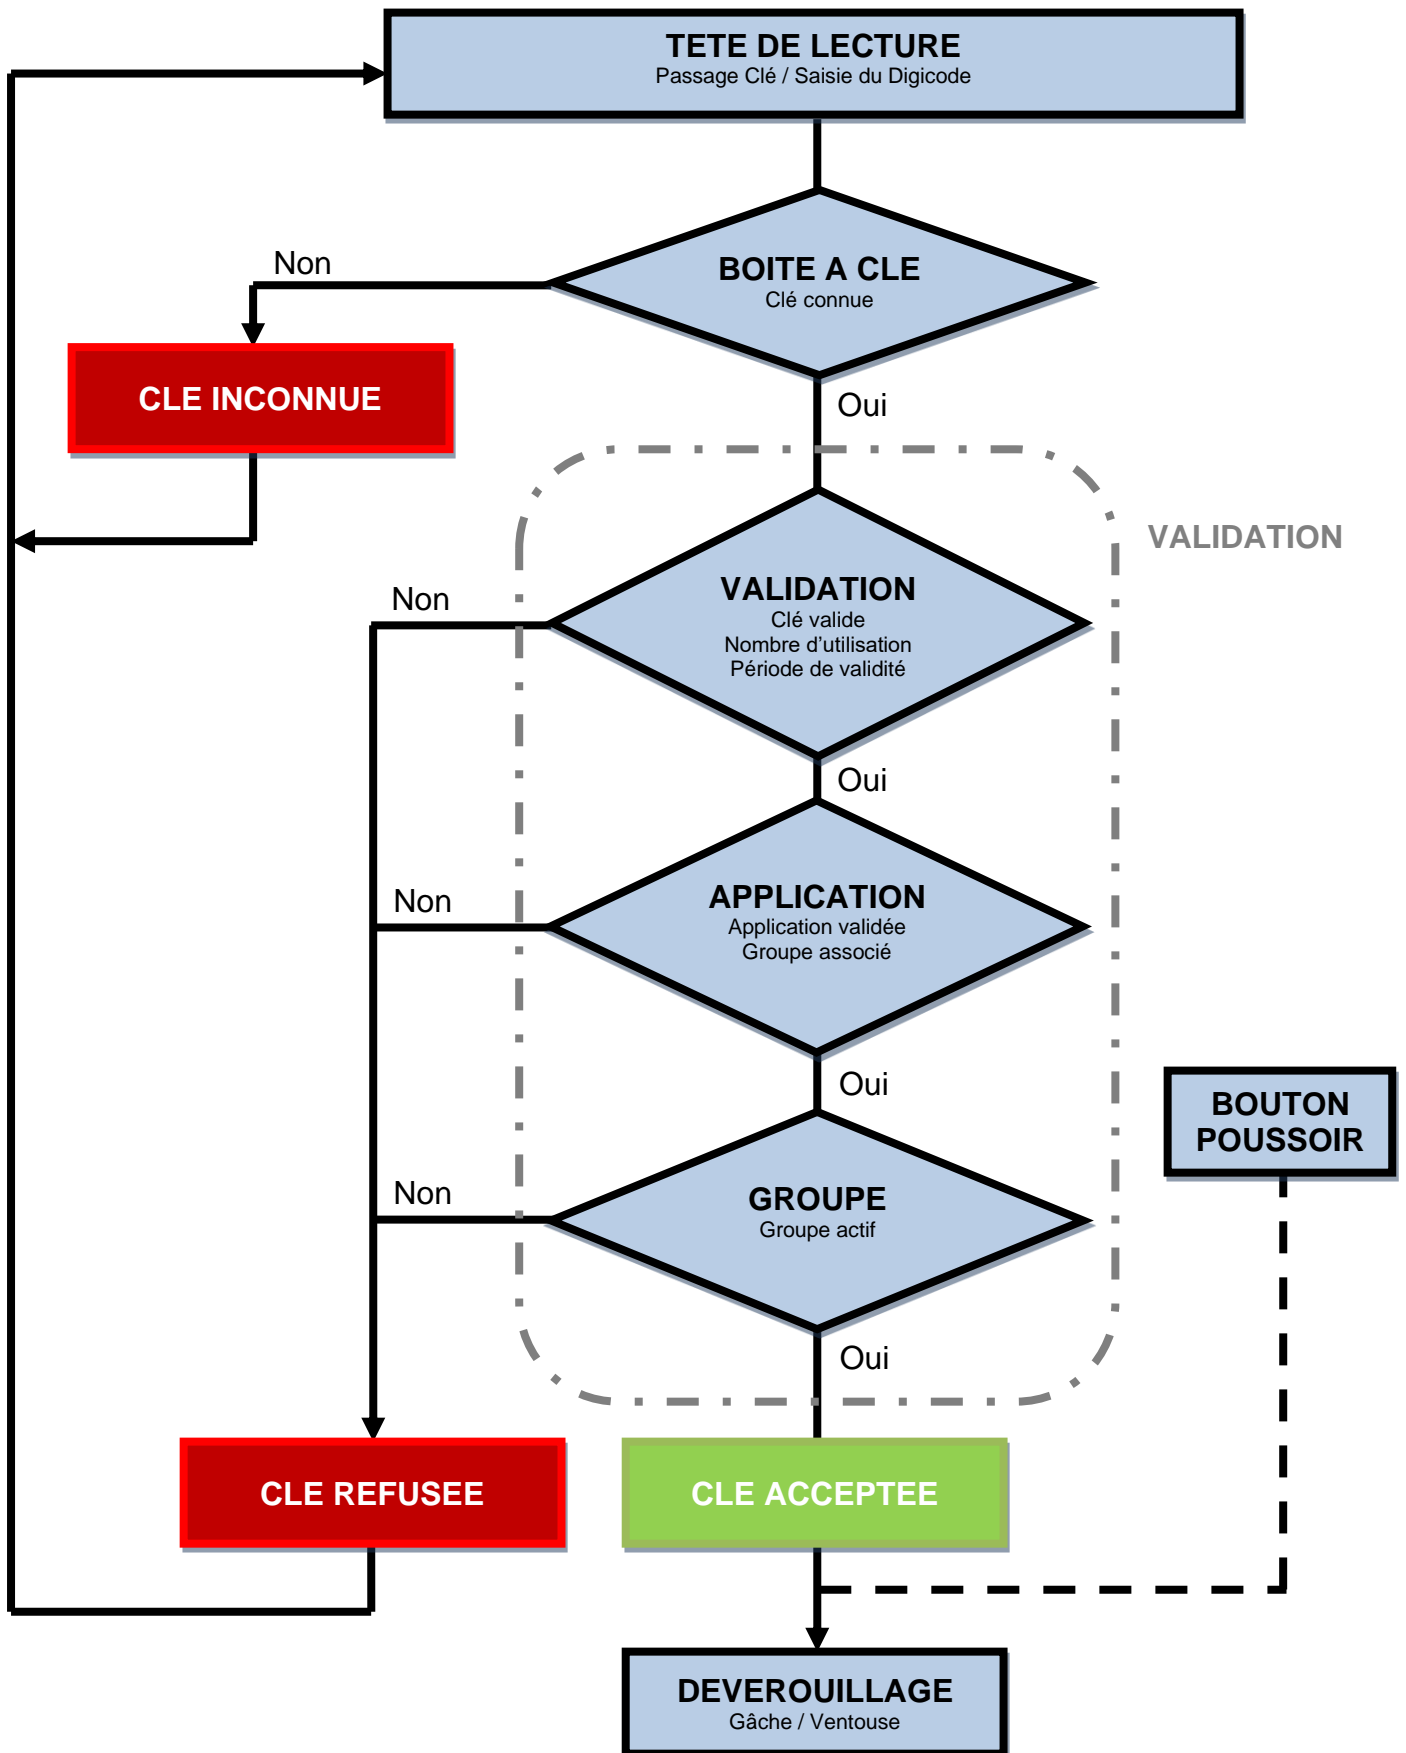 TETE DE LECTURE
Passage Clé / Saisie du Digicode
Non
BOITE A CLE
Clé connue
CLE INCONNUE
Oui
VALIDATION
Non
VALIDATION
Clé valide
Nombre d'utilisation
Période de validité
Oui
Non
APPLICATION
Application validée
Groupe associé
Oui
BOUTON
POUSSOIR
Non
GROUPE
Groupe actif
Oui
CLE REFUSEE
CLE ACCEPTEE
DEVEROUILLAGE
Gâche / Ventouse